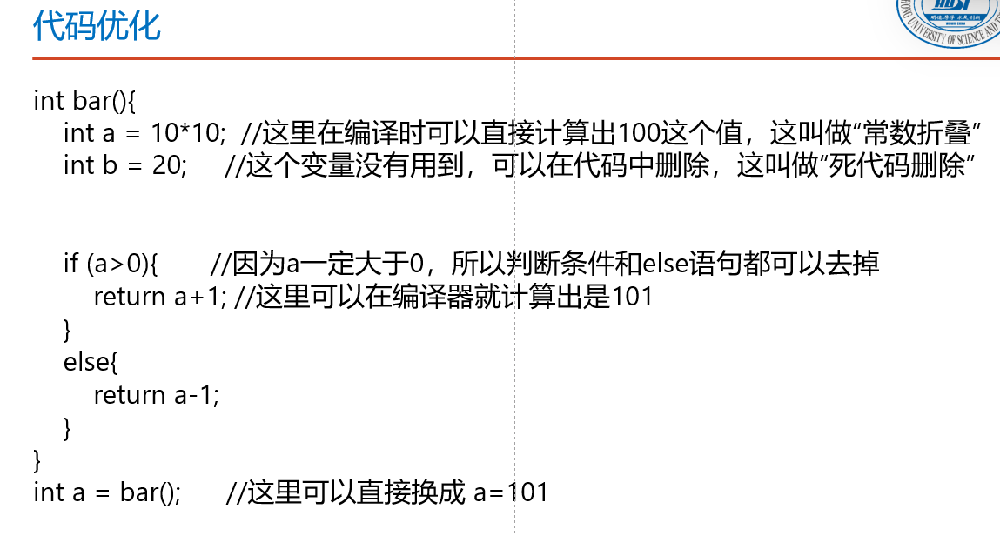 代码优化
HONG UNIVERSITY OF SCIENCE AND
int bar(){
int a = 10*10; //这里在编译时可以直接计算出100这个值，这叫做“常数折叠”
int b = 20; //这个变量没有用到，可以在代码中删除，这叫做“死代码删除”
if (a>0){ //因为a一定大于0，所以判断条件和else语句都可以去掉
return a+1; //这里可以在编译器就计算出是101
}
else{
return a-1;
}
}
int a = bar(); //这里可以直接换成 a=101